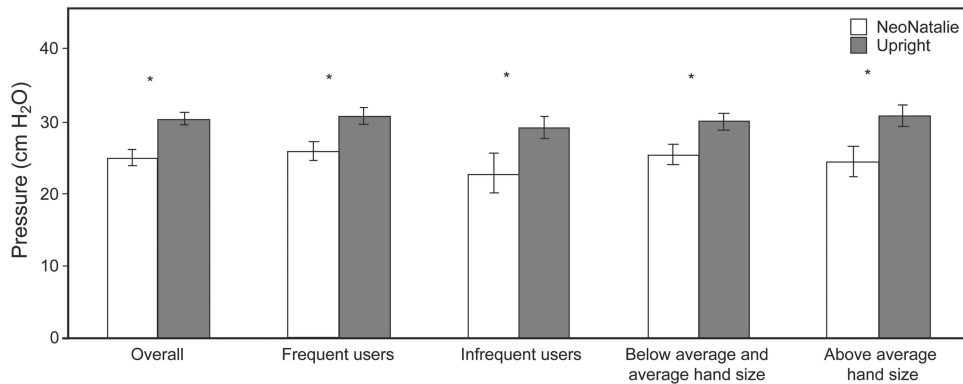 NeoNatalie
Upright
Pressure (cm H₂O)
40
30
20
10
0
*
*
*
*
*
Overall
Frequent users
Infrequent users
Below average and
average hand size
Above average
hand size